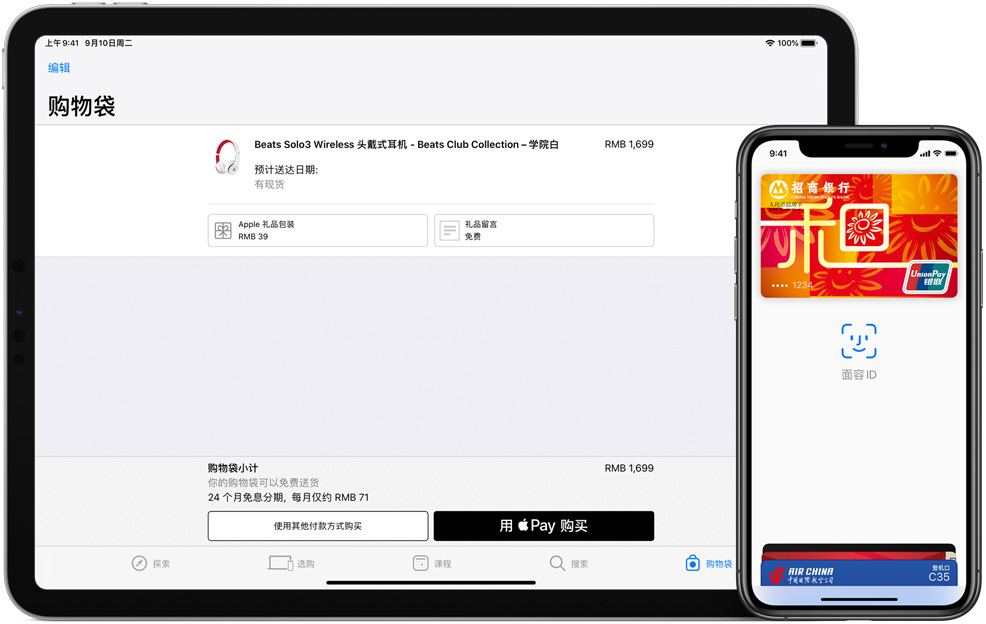 上午9:41 9月10日周二
100%
编辑
购物袋
Beats Solo3 Wireless 头戴式耳机 - Beats Club Collection – 学院白
RMB 1,699
预计送达日期:
有现货
Apple 礼品包装
RMB 39
礼品留言
免费
购物袋小计
RMB 1,699
你的购物袋可以免费送货
24 个月免息分期，每月仅约 RMB 71
使用其他付款方式购买
用 Pay 购买
探索
选购
课程
搜索
购物袋
9:41
招商银行
CHINA MERCHANTS BANK
人民币信用卡
和
•••• 1234
UnionPay
银联
面容 ID
AIR CHINA
中国国际航空公司
登机口
C35